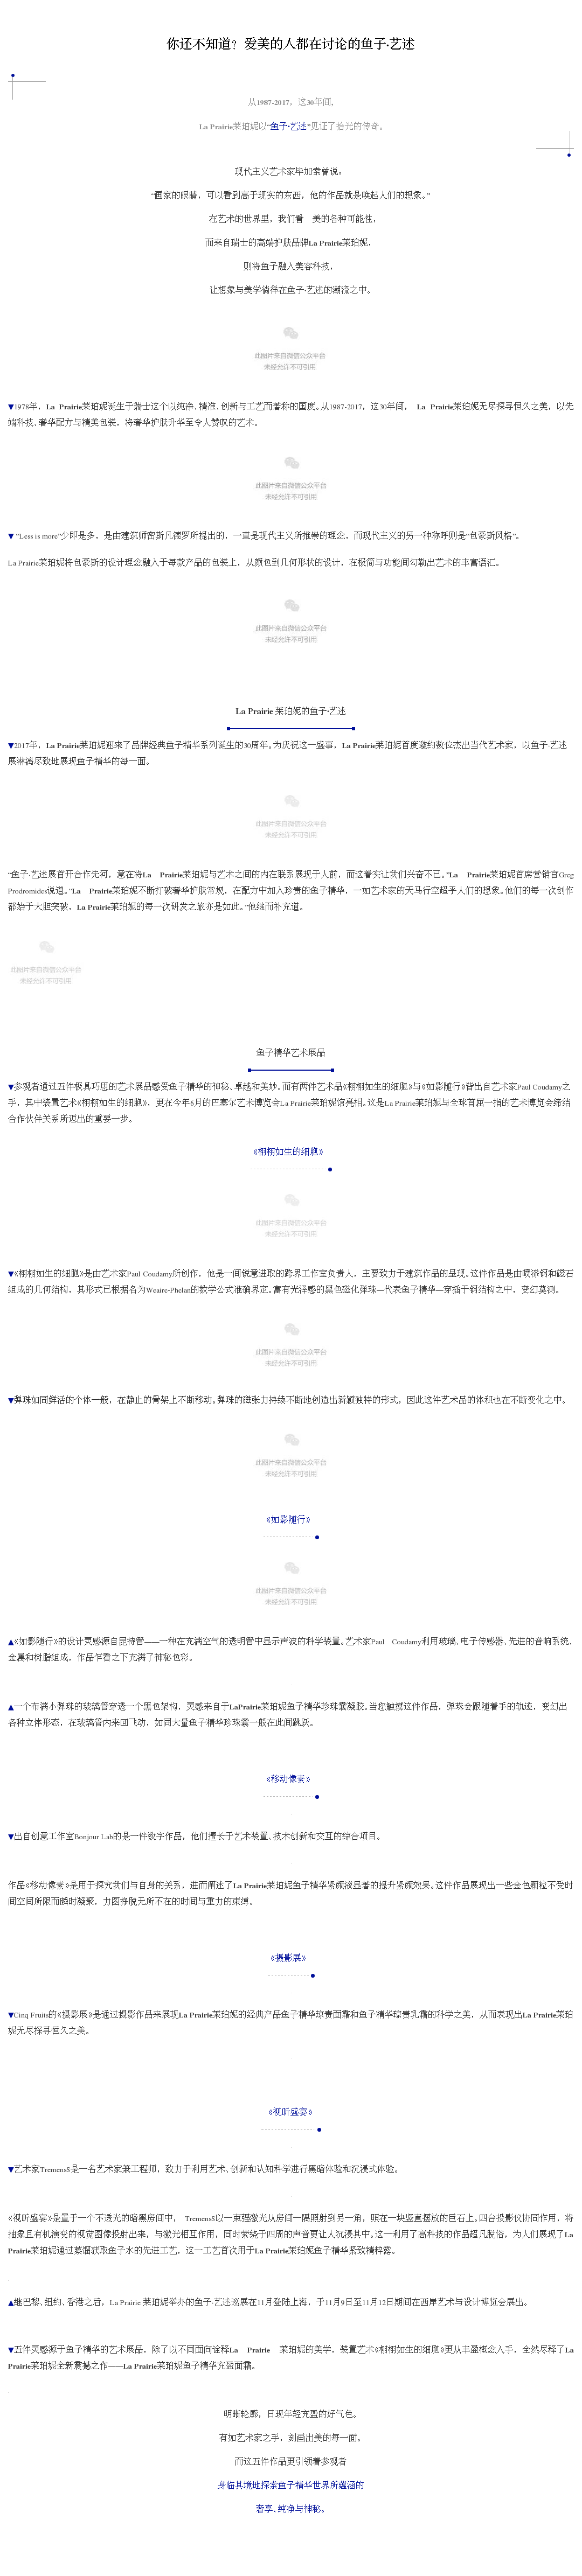 你还不知道？爱美的人都在讨论的鱼子·艺述
从1987-2017，这30年间，
La Prairie莱珀妮以“鱼子·艺述”见证了拾光的传奇。
现代主义艺术家毕加索曾说：
“画家的眼睛，可以看到高于现实的东西，他的作品就是唤起人们的想象。”
在艺术的世界里，我们看 美的各种可能性，
而来自瑞士的高端护肤品牌La Prairie莱珀妮，
则将鱼子融入美容科技，
让想象与美学徜徉在鱼子·艺述的潮流之中。
此图片来自微信公众平台
未经允许不可引用
▼1978年，La Prairie莱珀妮诞生于瑞士这个以纯净、精准、创新与工艺而著称的国度。从1987-2017，这30年间， La Prairie莱珀妮无尽探寻恒久之美，以先
端科技、奢华配方与精美包装，将奢华护肤升华至令人赞叹的艺术。
此图片来自微信公众平台
未经允许不可引用
▼ “Less is more”少即是多，是由建筑师密斯凡德罗所提出的，一直是现代主义所推崇的理念，而现代主义的另一种称呼则是“包豪斯风格”。
La Prairie莱珀妮将包豪斯的设计理念融入于每款产品的包装上，从颜色到几何形状的设计，在极简与功能间勾勒出艺术的丰富语汇。
此图片来自微信公众平台
未经允许不可引用
La Prairie 莱珀妮的鱼子·艺述
▼2017年，La Prairie莱珀妮迎来了品牌经典鱼子精华系列诞生的30周年。为庆祝这一盛事，La Prairie莱珀妮首度邀约数位杰出当代艺术家，以鱼子·艺述
展淋漓尽致地展现鱼子精华的每一面。
此图片来自微信公众平台
未经允许不可引用
“鱼子·艺述展首开合作先河，意在将La Prairie莱珀妮与艺术之间的内在联系展现于人前，而这着实让我们兴奋不已。”La Prairie莱珀妮首席营销官Greg
Prodromides说道。“La Prairie莱珀妮不断打破奢华护肤常规，在配方中加入珍贵的鱼子精华，一如艺术家的天马行空超乎人们的想象。他们的每一次创作
都始于大胆突破，La Prairie莱珀妮的每一次研发之旅亦是如此。”他继而补充道。
此图片来自微信公众平台
未经允许不可引用
鱼子精华艺术展品
▼参观者通过五件极具巧思的艺术展品感受鱼子精华的神秘、卓越和美妙。而有两件艺术品《栩栩如生的细胞》与《如影随行》皆出自艺术家Paul Coudamy之
手，其中装置艺术《栩栩如生的细胞》，更在今年6月的巴塞尔艺术博览会La Prairie莱珀妮馆亮相。这是La Prairie莱珀妮与全球首屈一指的艺术博览会缔结
合作伙伴关系所迈出的重要一步。
《栩栩如生的细胞》
此图片来自微信公众平台
未经允许不可引用
▼《栩栩如生的细胞》是由艺术家Paul Coudamy所创作，他是一间锐意进取的跨界工作室负责人，主要致力于建筑作品的呈现。这件作品是由喷漆钢和磁石
组成的几何结构，其形式已根据名为Weaire-Phelan的数学公式准确界定。富有光泽感的黑色磁化弹珠—代表鱼子精华—穿插于钢结构之中，变幻莫测。
此图片来自微信公众平台
未经允许不可引用
▼弹珠如同鲜活的个体一般，在静止的骨架上不断移动。弹珠的磁张力持续不断地创造出新颖独特的形式，因此这件艺术品的体积也在不断变化之中。
此图片来自微信公众平台
未经允许不可引用
《如影随行》
此图片来自微信公众平台
未经允许不可引用
▲《如影随行》的设计灵感源自昆特管——一种在充满空气的透明管中显示声波的科学装置。艺术家Paul Coudamy利用玻璃、电子传感器、先进的音响系统、
金属和树脂组成，作品乍看之下充满了神秘色彩。
▲一个布满小弹珠的玻璃管穿透一个黑色架构，灵感来自于LaPrairie莱珀妮鱼子精华珍珠囊凝胶。当您触摸这件作品，弹珠会跟随着手的轨迹，变幻出
各种立体形态，在玻璃管内来回飞动，如同大量鱼子精华珍珠囊一般在此间跳跃。
《移动像素》
▼出自创意工作室Bonjour Lab的是一件数字作品，他们擅长于艺术装置、技术创新和交互的综合项目。
作品《移动像素》是用于探究我们与自身的关系，进而阐述了La Prairie莱珀妮鱼子精华紧颜液显著的提升紧颜效果。这件作品展现出一些金色颗粒不受时
间空间所限而瞬时凝聚，力图挣脱无所不在的时间与重力的束缚。
《摄影展》
▼Cinq Fruits的《摄影展》是通过摄影作品来展现La Prairie莱珀妮的经典产品鱼子精华琼贵面霜和鱼子精华琼贵乳霜的科学之美，从而表现出La Prairie莱珀
妮无尽探寻恒久之美。
《视听盛宴》
▼艺术家TremensS是一名艺术家兼工程师，致力于利用艺术、创新和认知科学进行黑暗体验和沉浸式体验。
《视听盛宴》是置于一个不透光的暗黑房间中， TremensS以一束强激光从房间一隅照射到另一角，照在一块竖直摆放的巨石上。四台投影仪协同作用，将
抽象且有机演变的视觉图像投射出来，与激光相互作用，同时萦绕于四周的声音更让人沉浸其中。这一利用了高科技的作品超凡脱俗，为人们展现了La
Prairie莱珀妮通过蒸馏获取鱼子水的先进工艺，这一工艺首次用于La Prairie莱珀妮鱼子精华紧致精粹露。
▲继巴黎、纽约、香港之后，La Prairie 莱珀妮举办的鱼子·艺述巡展在11月登陆上海，于11月9日至11月12日期间在西岸艺术与设计博览会展出。
▼五件灵感源于鱼子精华的艺术展品，除了以不同面向诠释La Prairie 莱珀妮的美学，装置艺术《栩栩如生的细胞》更从丰盈概念入手，全然尽释了La
Prairie莱珀妮全新震撼之作——La Prairie莱珀妮鱼子精华充盈面霜。
明晰轮廓，日现年轻充盈的好气色。
有如艺术家之手，刻画出美的每一面。
而这五件作品更引领着参观者
身临其境地探索鱼子精华世界所蕴涵的
奢享、纯净与神秘。